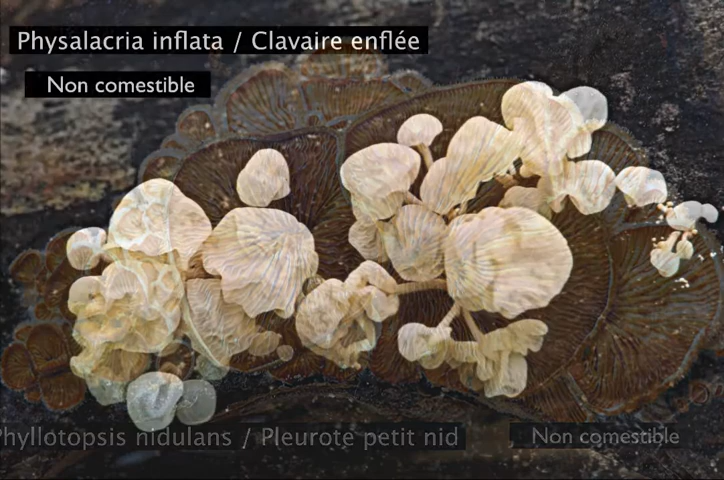 Physalacria inflata / Clavaire enflée
Non comestible
Phyllotopsis nidulans / Pleurote petit nid
Non comestible